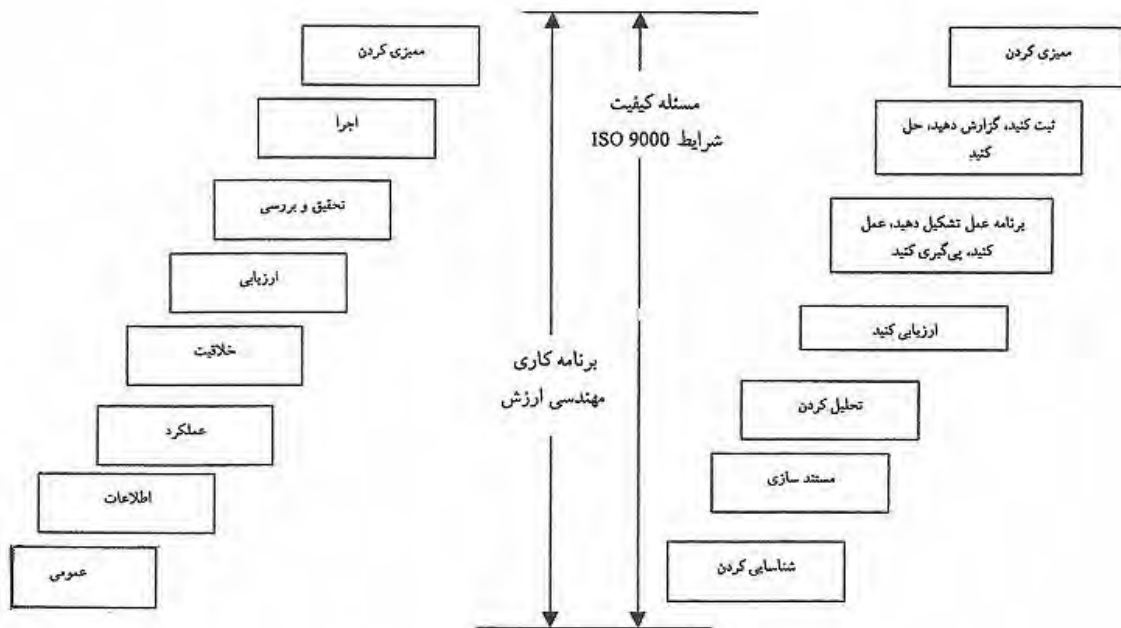 ممیزی کردن
اجرا
تحقیق و بررسی
ارزیابی
خلاقیت
عملکرد
اطلاعات
عمومی
مسئله کیفیت
شرایط ISO 9000
برنامه کاری
مهندسی ارزش
ممیزی کردن
ثبت کنید، گزارش دهید، حل
کنید
برنامه عمل تشکیل دهید، عمل
کنید، پی‌گیری کنید
ارزیابی کنید
تحلیل کردن
مستند سازی
شناسایی کردن